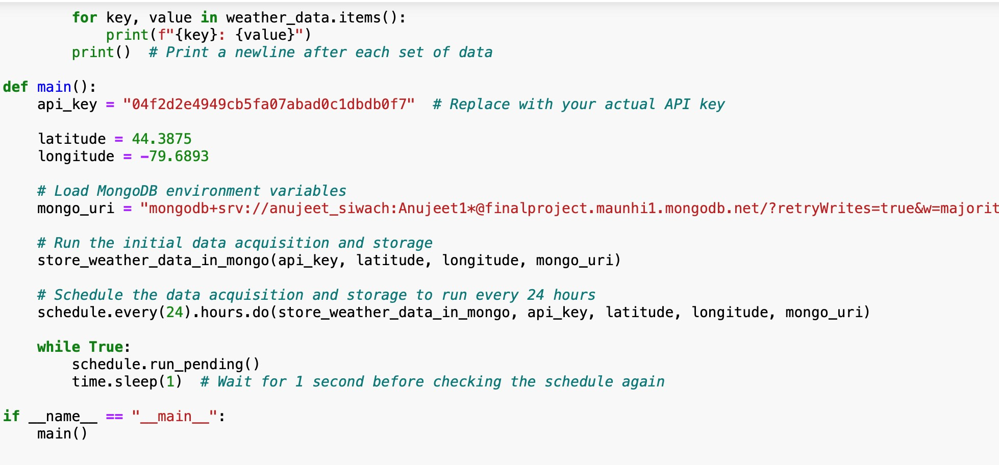 for key, value in weather_data.items():
print(f"{key}: {value}")
print()  # Print a newline after each set of data
def main():
api_key = "04f2d2e4949cb5fa07abad0c1dbdb0f7"  # Replace with your actual API key
latitude = 44.3875
longitude = -79.6893
# Load MongoDB environment variables
mongo_uri = "mongodb+srv://anujeet_siwach:Anujeet1*@finalproject.maunhi1.mongodb.net/?retryWrites=true&w=majorit
# Run the initial data acquisition and storage
store_weather_data_in_mongo(api_key, latitude, longitude, mongo_uri)
# Schedule the data acquisition and storage to run every 24 hours
schedule.every(24).hours.do(store_weather_data_in_mongo, api_key, latitude, longitude, mongo_uri)
while True:
schedule.run_pending()
time.sleep(1)  # Wait for 1 second before checking the schedule again
if __name__ == "__main__":
main()